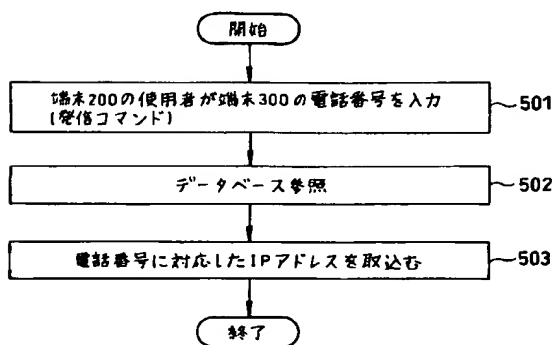 開始
端末200の使用者が端末300の電話番号を入力
(発信コマンド)
501
データベース参照
502
電話番号に対応したIPアドレスを取込む
503
終了